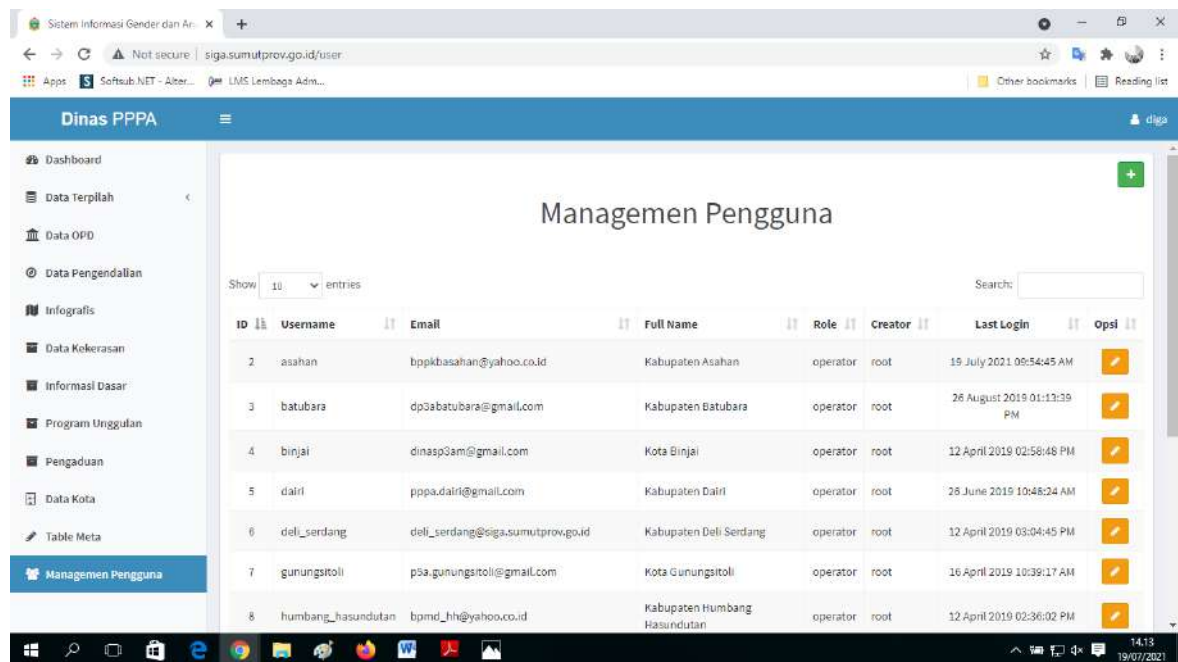 Sistem Informasi Gender dan An
Not secure siga.sumutprov.go.id/user
Apps Softsub.NET - Alter... LMS Lembaga Adm... Other bookmarks Reading list
Dinas PPPA diga
Dashboard
Data Terpilah
Data OPD
Data Pengendalian
Infografis
Data Kekerasan
Informasi Dasar
Program Unggulan
Pengaduan
Data Kota
Table Meta
Managemen Pengguna
Managemen Pengguna
Show 10 entries Search:
ID Username Email Full Name Role Creator Last Login Opsi
2 asahan bppkbasahan@yahoo.co.id Kabupaten Asahan operator root 19 July 2021 09:54:45 AM
3 batubara dp3abatubara@gmail.com Kabupaten Batubara operator root 26 August 2019 01:13:39
PM
4 binjai dinasp3am@gmail.com Kota Binjai operator root 12 April 2019 02:58:48 PM
5 dairi pppa.dairi@gmail.com Kabupaten Dairi operator root 26 June 2019 10:48:24 AM
6 deli_serdang deli_serdang@siga.sumutprov.go.id Kabupaten Deli Serdang operator root 12 April 2019 03:04:45 PM
7 gunungsitoli p5a.gunungsitoli@gmail.com Kota Gunungsitoli operator root 16 April 2019 10:39:17 AM
8 humbang_hasundutan bpmd_hh@yahoo.co.id Kabupaten Humbang
Hasundutan operator root 12 April 2019 02:36:02 PM
14.13
19/07/2021